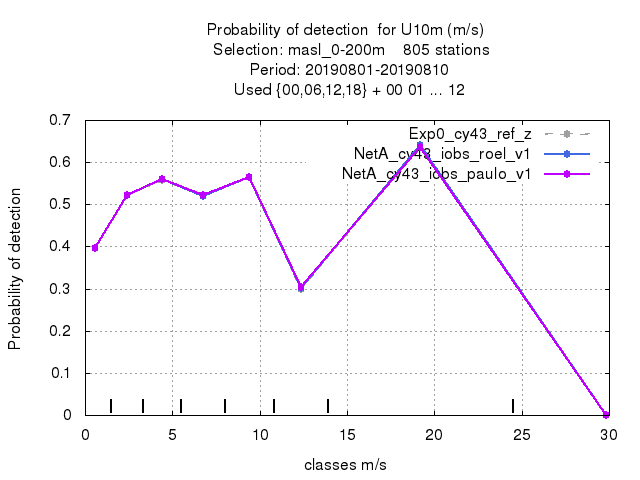 Probability of detection  for U10m (m/s)
Selection: masl_0-200m    805 stations
Period: 20190801-20190810
Used {00,06,12,18} + 00 01 ... 12
Exp0_cy43_ref_z
NetA_cy43_iobs_roel_v1
NetA_cy43_iobs_paulo_v1
Probability of detection
0.7
0.6
0.5
0.4
0.3
0.2
0.1
0
0 5 10 15 20 25 30
classes m/s